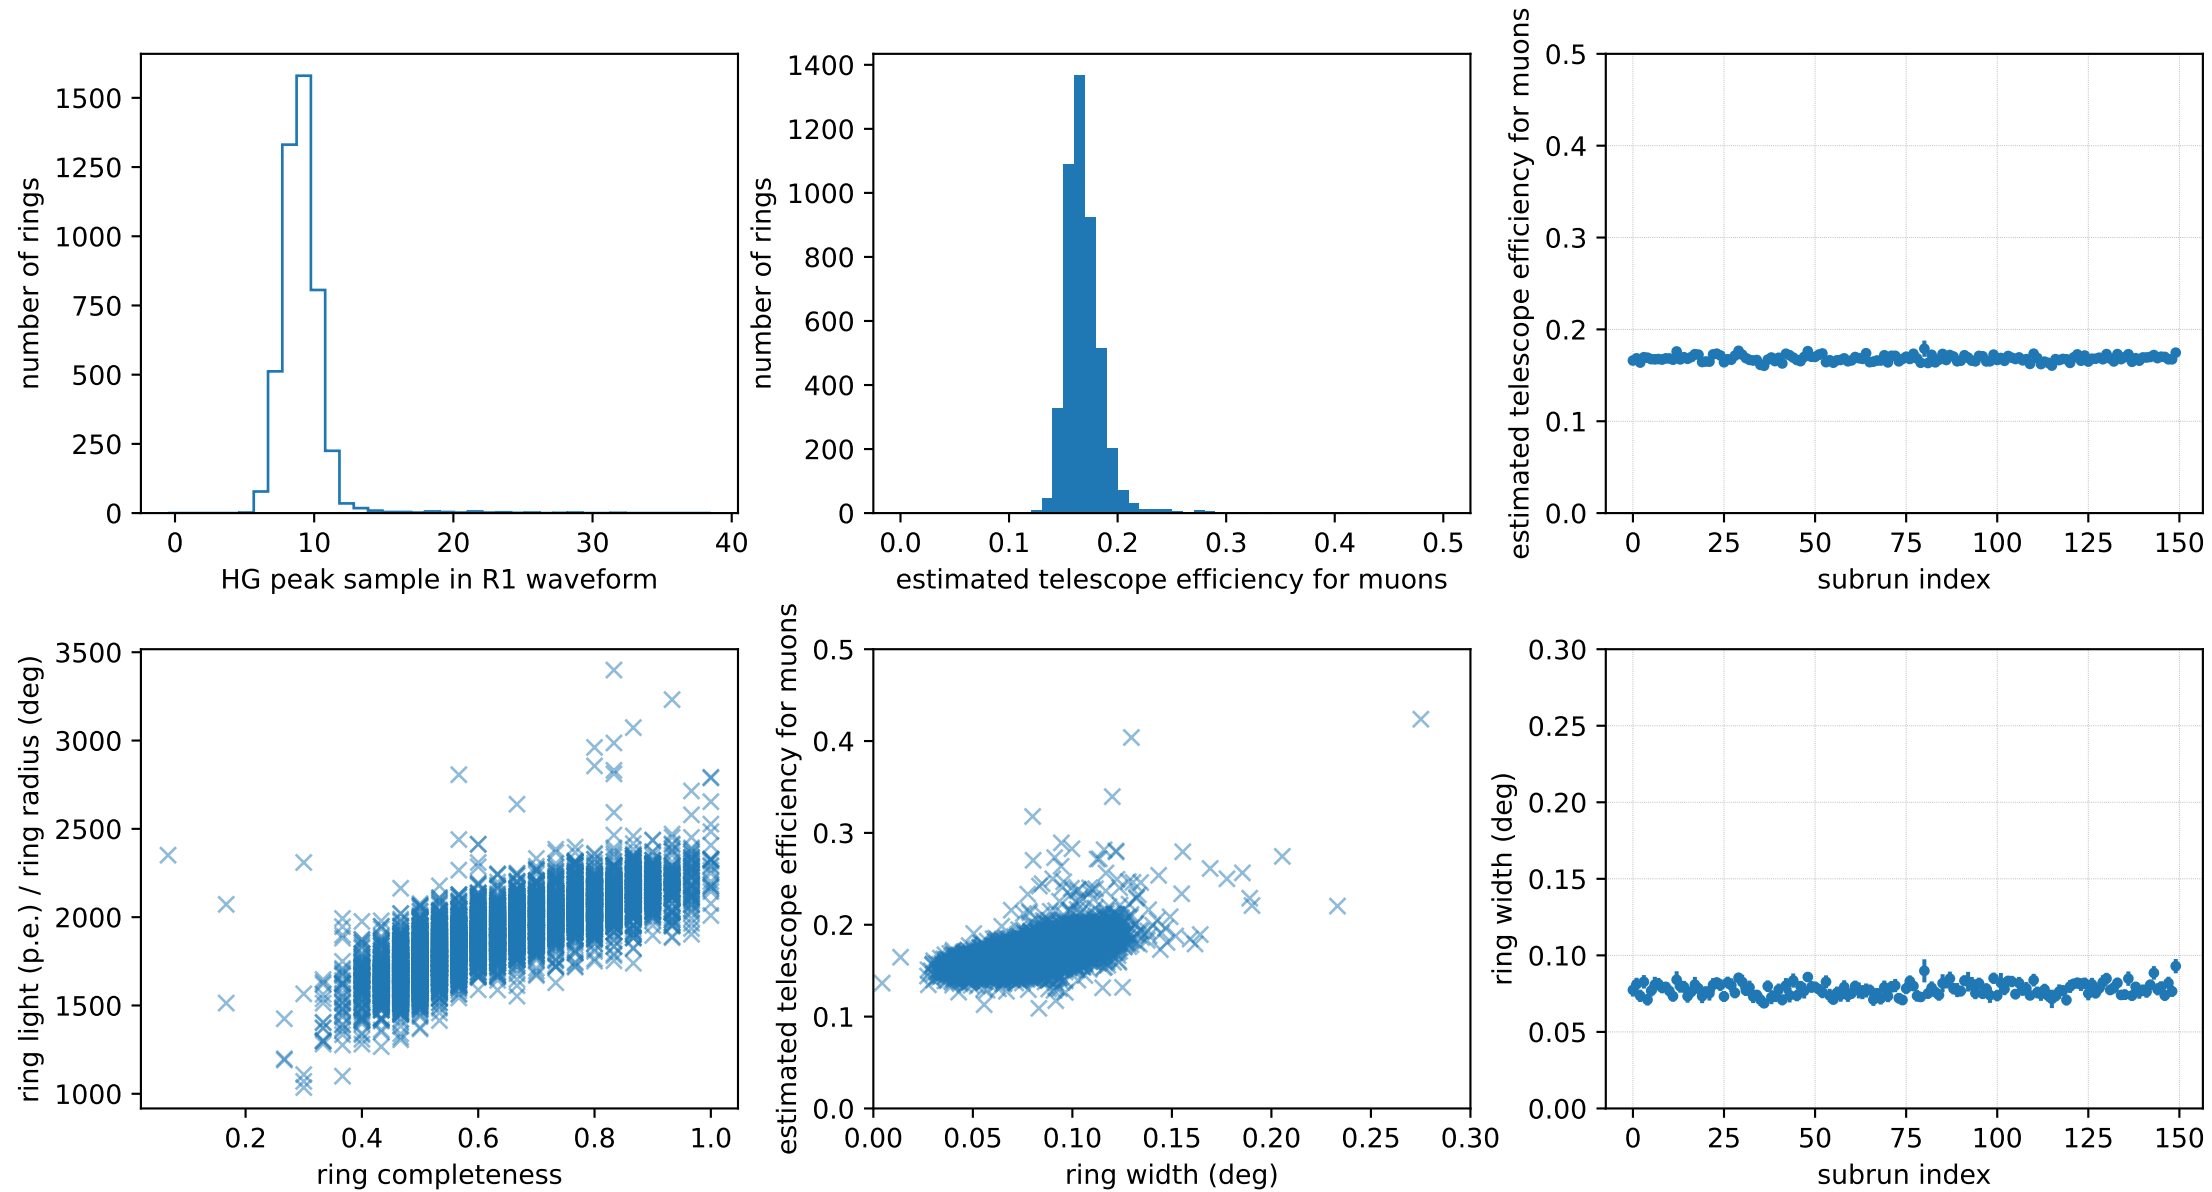 number of rings
1500
1250
1000
750
500
250
0
0 10 20 30 40
HG peak sample in R1 waveform
number of rings
1400
1200
1000
800
600
400
200
0
0.0 0.1 0.2 0.3 0.4 0.5
estimated telescope efficiency for muons
estimated telescope efficiency for muons
0.5
0.4
0.3
0.2
0.1
0.0
0 25 50 75 100 125 150
subrun index
ring light (p.e.) / ring radius (deg)
3500
3000
2500
2000
1500
1000
0.2 0.4 0.6 0.8 1.0
ring completeness
estimated telescope efficiency for muons
0.5
0.4
0.3
0.2
0.1
0.0
0.00 0.05 0.10 0.15 0.20 0.25 0.30
ring width (deg)
ring width (deg)
0.30
0.25
0.20
0.15
0.10
0.05
0.00
0 25 50 75 100 125 150
subrun index